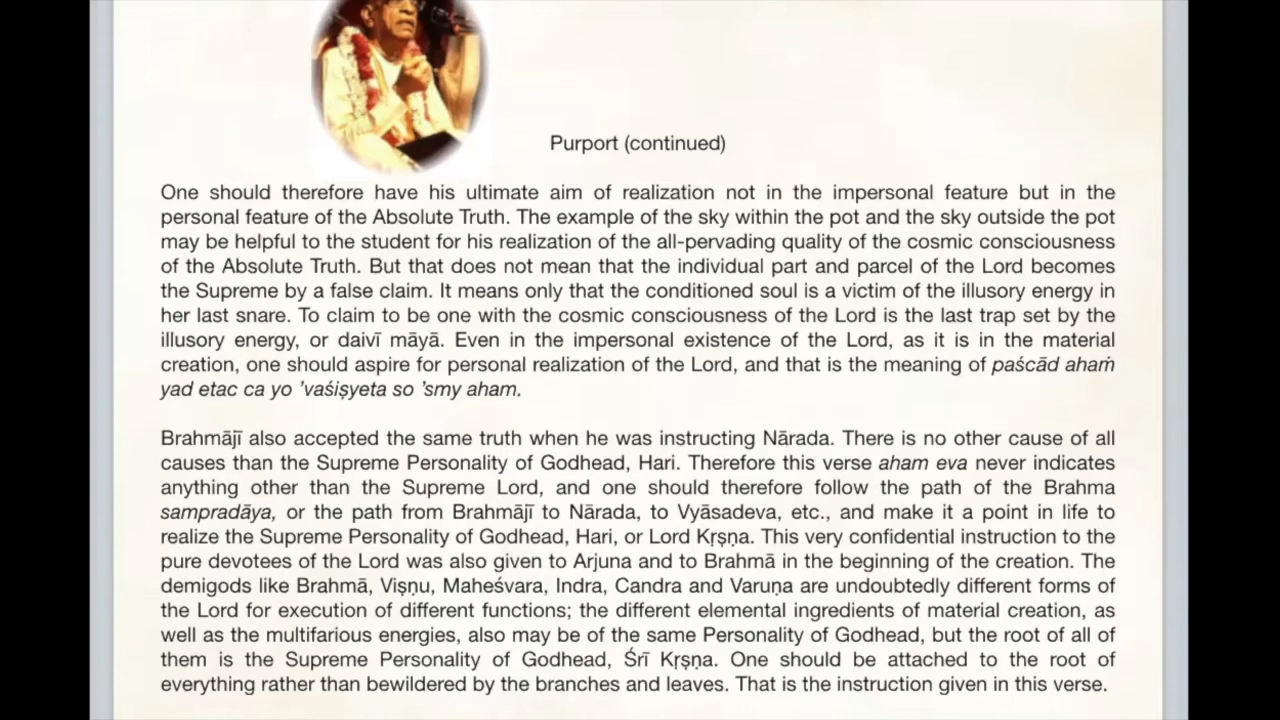 Purport (continued)
One should therefore have his ultimate aim of realization not in the impersonal feature but in the
personal feature of the Absolute Truth. The example of the sky within the pot and the sky outside the pot
may be helpful to the student for his realization of the all-pervading quality of the cosmic consciousness
of the Absolute Truth. But that does not mean that the individual part and parcel of the Lord becomes
the Supreme by a false claim. It means only that the conditioned soul is a victim of the illusory energy in
her last snare. To claim to be one with the cosmic consciousness of the Lord is the last trap set by the
illusory energy, or daivī māyā. Even in the impersonal existence of the Lord, as it is in the material
creation, one should aspire for personal realization of the Lord, and that is the meaning of paścād ahaṁ
yad etac ca yo ’vaśiṣyeta so ’smy aham.
Brahmājī also accepted the same truth when he was instructing Nārada. There is no other cause of all
causes than the Supreme Personality of Godhead, Hari. Therefore this verse aham eva never indicates
anything other than the Supreme Lord, and one should therefore follow the path of the Brahma
sampradāya, or the path from Brahmājī to Nārada, to Vyāsadeva, etc., and make it a point in life to
realize the Supreme Personality of Godhead, Hari, or Lord Kṛṣṇa. This very confidential instruction to the
pure devotees of the Lord was also given to Arjuna and to Brahmā in the beginning of the creation. The
demigods like Brahmā, Viṣṇu, Maheśvara, Indra, Candra and Varuṇa are undoubtedly different forms of
the Lord for execution of different functions; the different elemental ingredients of material creation, as
well as the multifarious energies, also may be of the same Personality of Godhead, but the root of all of
them is the Supreme Personality of Godhead, Śrī Kṛṣṇa. One should be attached to the root of
everything rather than bewildered by the branches and leaves. That is the instruction given in this verse.